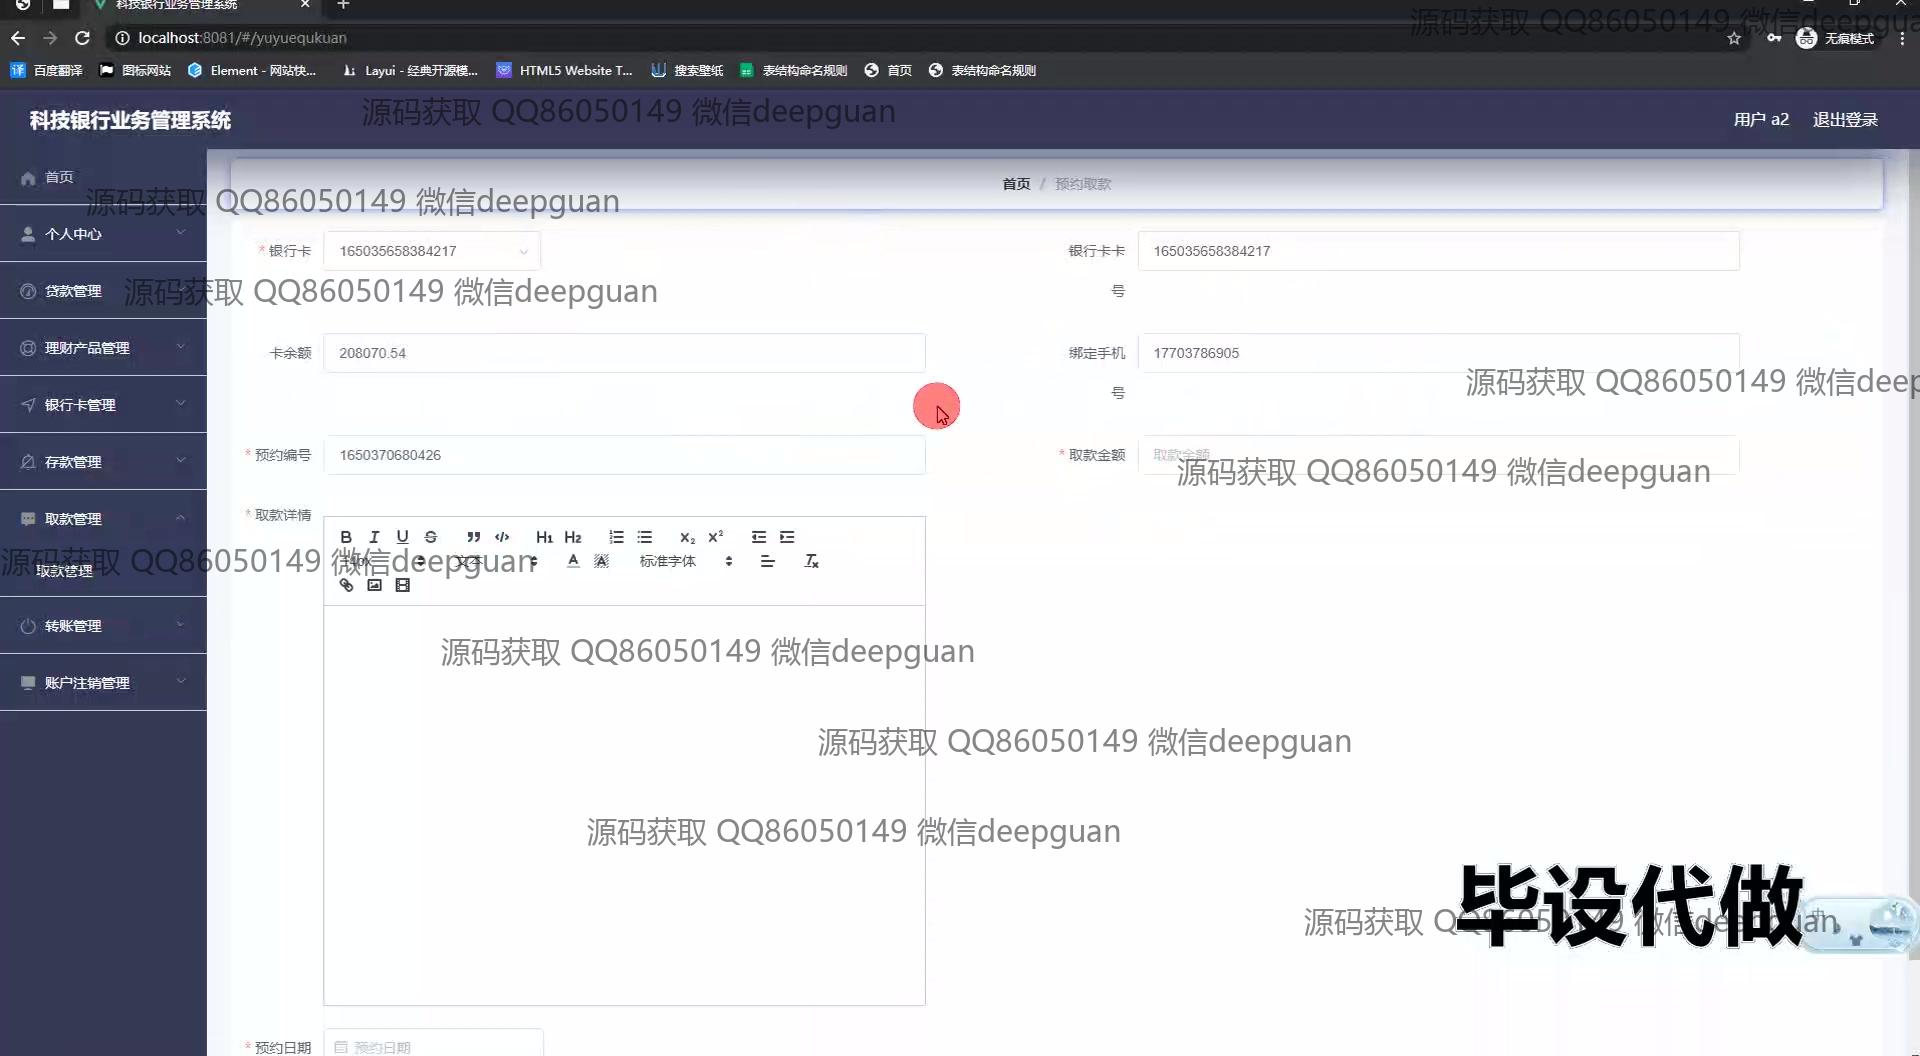 科技银行业务管理系统
localhost:8081/#/yuyuequkuan
无痕模式
百度翻译
图标网站
Element - 网站快...
Layui - 经典开源模...
HTML5 Website T...
搜索壁纸
表结构命名规则
首页
表结构命名规则
源码获取 QQ86050149 微信deepgua
科技银行业务管理系统
源码获取 QQ86050149 微信deepguan
用户 a2
退出登录
首页
个人中心
贷款管理
理财产品管理
银行卡管理
存款管理
取款管理
取款管理
转账管理
账户注销管理
首页 / 预约取款
源码获取 QQ86050149 微信deepguan
* 银行卡
165035658384217
银行卡卡
号
165035658384217
源码获取 QQ86050149 微信deepguan
卡余额
208070.54
绑定手机
号
17703786905
源码获取 QQ86050149 微信deep
* 预约编号
1650370680426
* 取款金额
取款金额
源码获取 QQ86050149 微信deepguan
* 取款详情
B I U S H1 H2 X₂ X²
文本
标准字体
源码获取 QQ86050149 微信deepguan
源码获取 QQ86050149 微信deepguan
源码获取 QQ86050149 微信deepguan
源码获取 QQ86050149 微信deepguan
毕设代做
源码获取 QQ86050149 微信deepguan
* 预约日期
预约日期